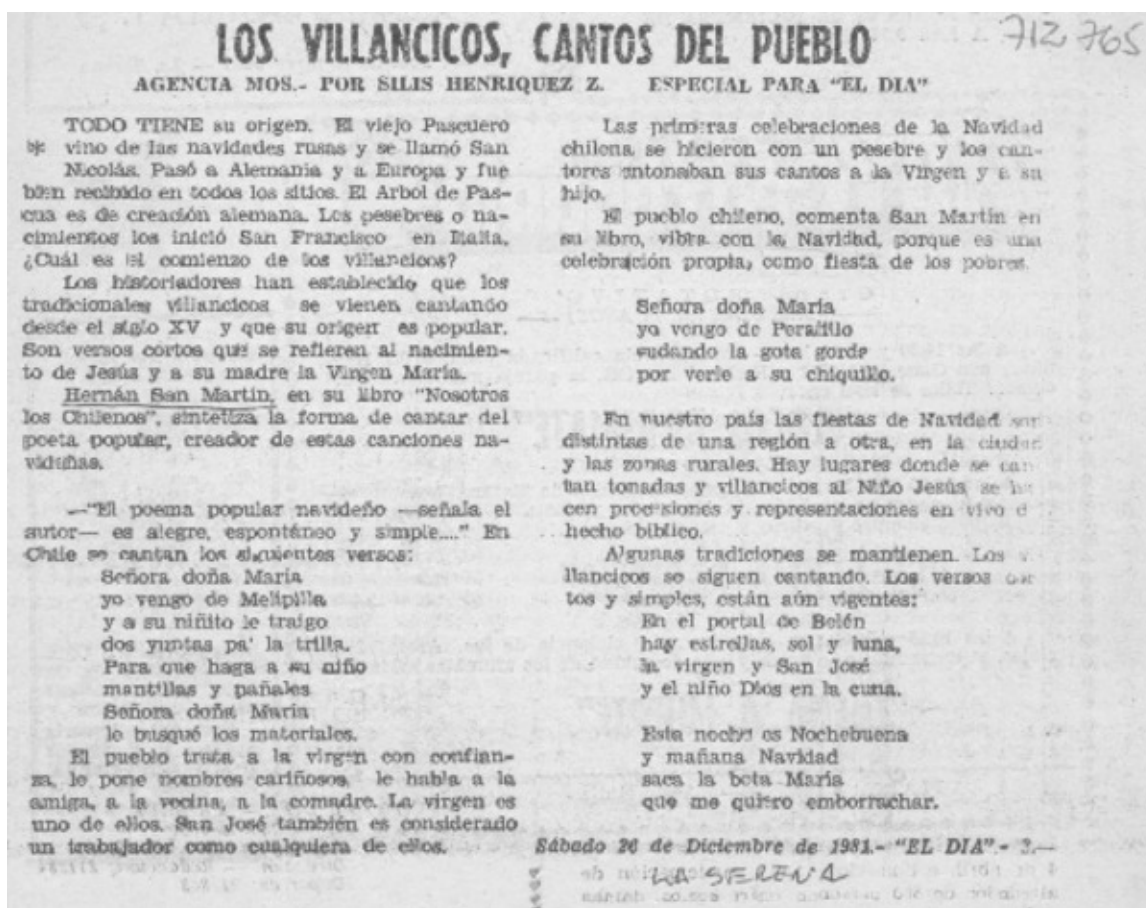 712 765
LOS VILLANCICOS, CANTOS DEL PUEBLO
AGENCIA MOS.- POR SILIS HENRIQUEZ Z. ESPECIAL PARA "EL DIA"
TODO TIENE su origen. El viejo Pascuero
vino de las navidades rusas y se llamó San
Nicolás. Pasó a Alemania y a Europa y fue
bien recibido en todos los sitios. El Arbol de Pas-
cua es de creación alemana. Los pesebres o na-
cimientos los inició San Francisco en Italia.
¿Cuál es el comienzo de los villancicos?
Los historiadores han establecido que los
tradicionales villancicos se vienen cantando
desde el siglo XV y que su origen es popular.
Son versos cortos que se refieren al nacimien-
to de Jesús y a su madre la Virgen María.
Hernán San Martín, en su libro "Nosotros
los Chilenos", sintetiza la forma de cantar del
poeta popular, creador de estas canciones na-
videñas.
—"El poema popular navideño —señala el
autor— es alegre, espontáneo y simple...." En
Chile se cantan los siguientes versos:
Señora doña María
yo vengo de Melipilla
y a su niñito le traigo
dos yuntas pa' la trilla.
Para que haga a su niño
mantillas y pañales
Señora doña María
le busqué los materiales.
El pueblo trata a la virgen con confian-
za, le pone nombres cariñosos, le habla a la
amiga, a la vecina, a la comadre. La virgen es
uno de ellos. San José también es considerado
un trabajador como cualquiera de ellos.
Las primeras celebraciones de la Navidad
chilena se hicieron con un pesebre y los can-
tores entonaban sus cantos a la Virgen y a su
hijo.
El pueblo chileno, comenta San Martín en
su libro, vibra con la Navidad, porque es una
celebración propia, como fiesta de los pobres.
Señora doña María
yo vengo de Peralillo
sudando la gota gorda
por verle a su chiquillo.
En nuestro país las fiestas de Navidad son
distintas de una región a otra, en la ciudad
y las zonas rurales. Hay lugares donde se can
tan tonadas y villancicos al Niño Jesús, se ha
cen procesiones y representaciones en vivo d
hecho bíblico.
Algunas tradiciones se mantienen. Los v
llancicos se siguen cantando. Los versos cor
tos y simples, están aún vigentes:
En el portal de Belén
hay estrellas, sol y luna,
la virgen y San José
y el niño Dios en la cuna.
Esta noche es Nochebuena
y mañana Navidad
saca la bota María
que me quiero emborrachar.
Sábado 26 de Diciembre de 1981.- "EL DIA".- 3.—
LA SERENA